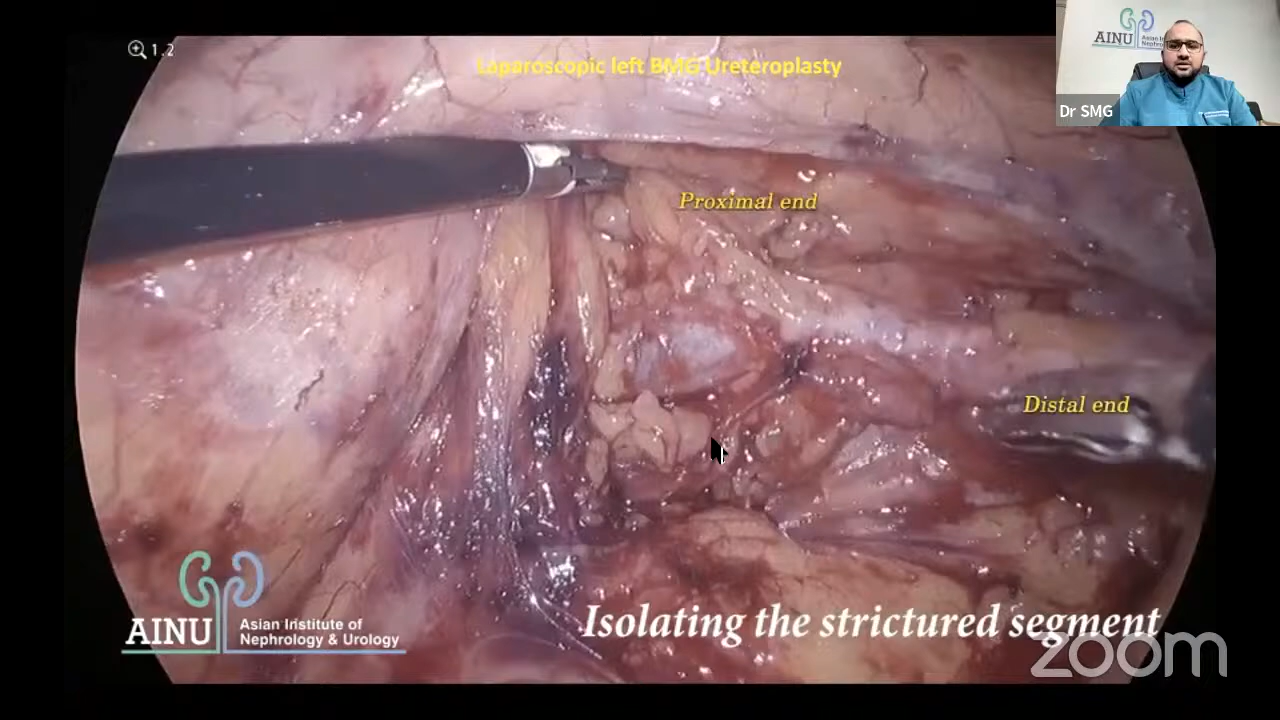 1.2
Laparoscopic left BMG Ureteroplasty
AINU
Dr SMG
Proximal end
Distal end
Isolating the strictured segment
AINU
Asian Institute of
Nephrology & Urology
zoom